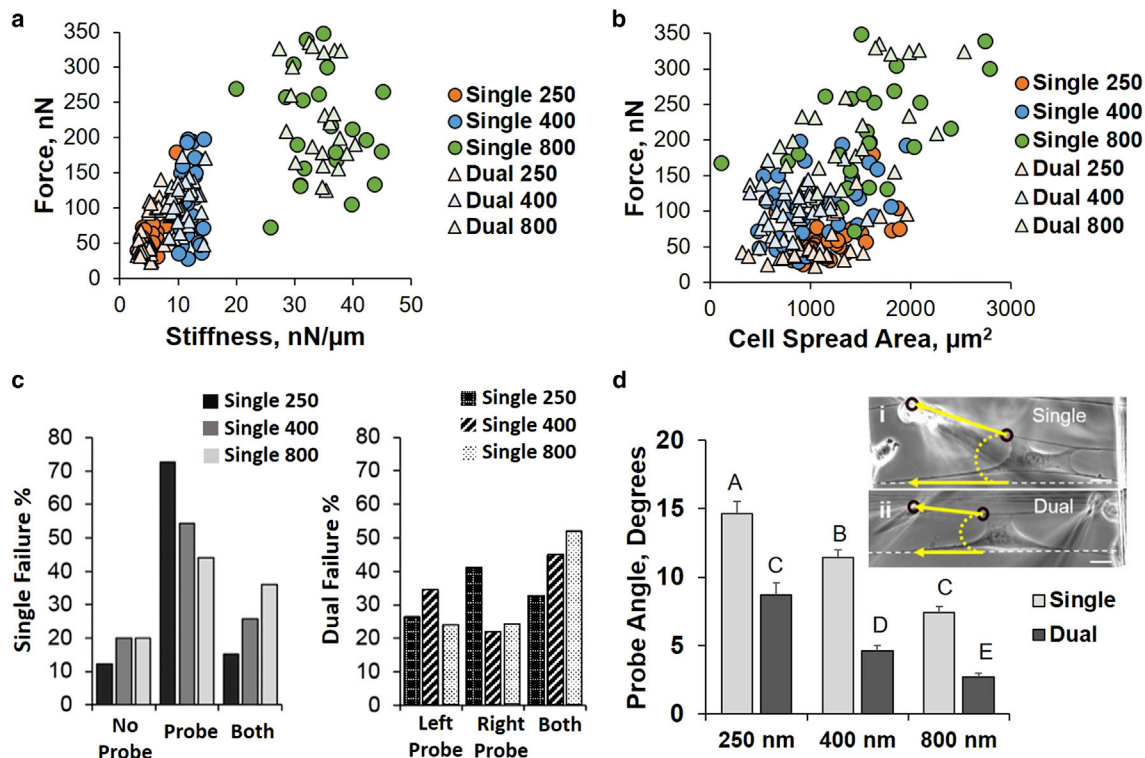 a
Force, nN
350
300
250
200
150
100
50
0
0 10 20 30 40 50
Stiffness, nN/µm
Single 250
Single 400
Single 800
Dual 250
Dual 400
Dual 800
b
Force, nN
350
300
250
200
150
100
50
0
0 1000 2000 3000
Cell Spread Area, µm²
Single 250
Single 400
Single 800
Dual 250
Dual 400
Dual 800
c
Single 250
Single 400
Single 800
Single Failure %
80
70
60
50
40
30
20
10
0
No Probe
Probe
Both
Single 250
Single 400
Single 800
Dual Failure %
80
70
60
50
40
30
20
10
0
Left Probe
Right Probe
Both
d
Probe Angle, Degrees
20
15
10
5
0
A
C
B
D
C
E
250 nm 400 nm 800 nm
i
Single
ii
Dual
Single
Dual